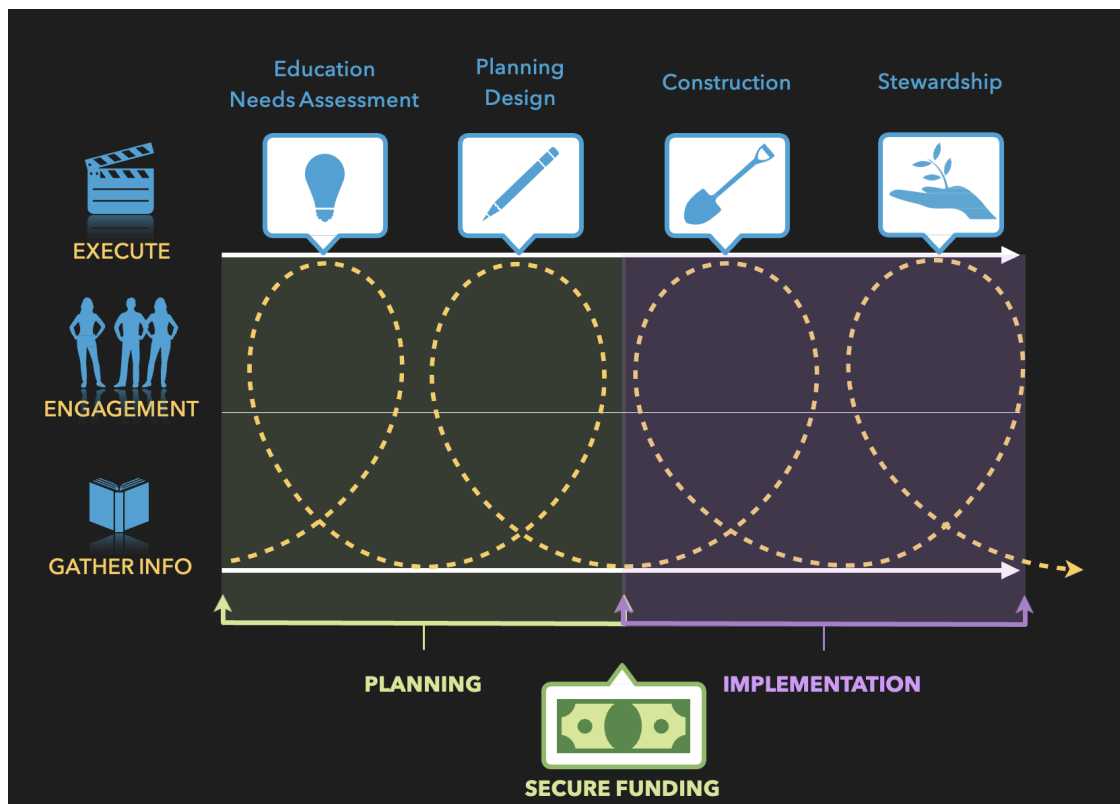 Education
Needs Assessment
Planning
Design
Construction
Stewardship
EXECUTE
ENGAGEMENT
GATHER INFO
PLANNING
IMPLEMENTATION
SECURE FUNDING